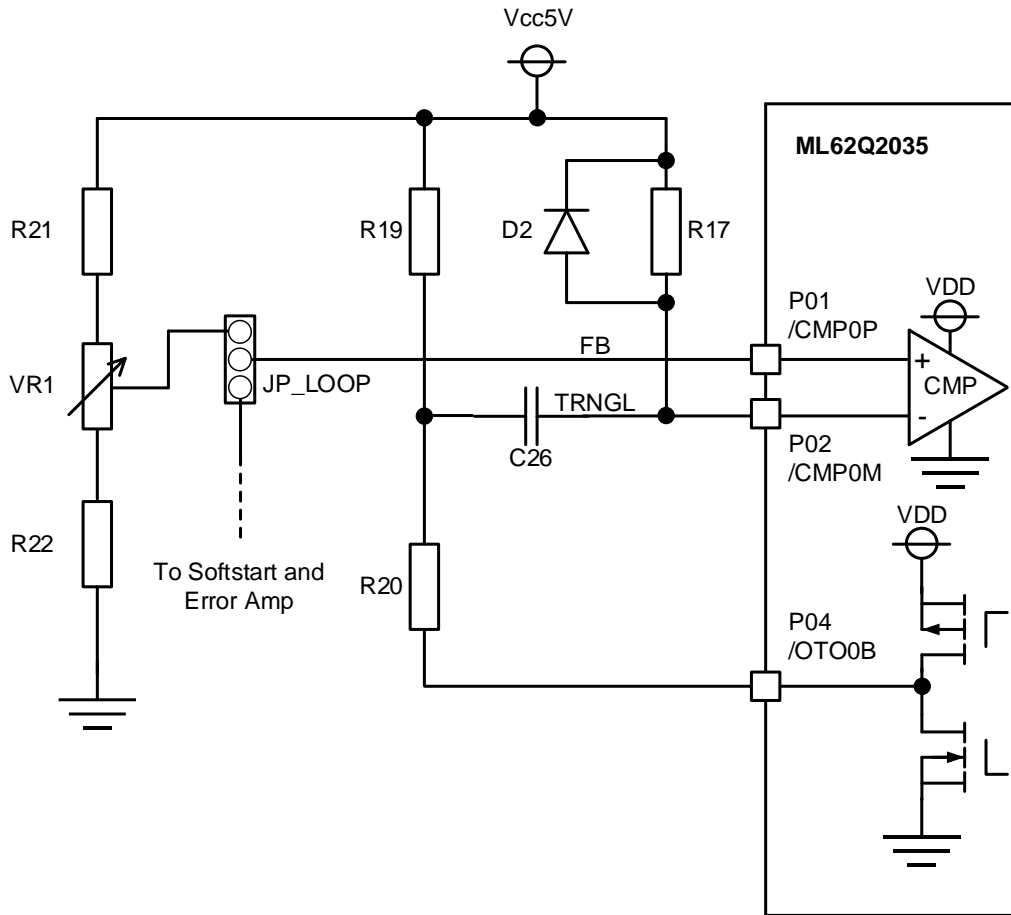 Vcc5V
ML62Q2035
R21
R19
D2
R17
P01
/CMP0P
VDD
FB
+
CMP
VR1
JP_LOOP
TRNGL
-
C26
P02
/CMP0M
VDD
R22
To Softstart and
Error Amp
R20
P04
/OTO0B